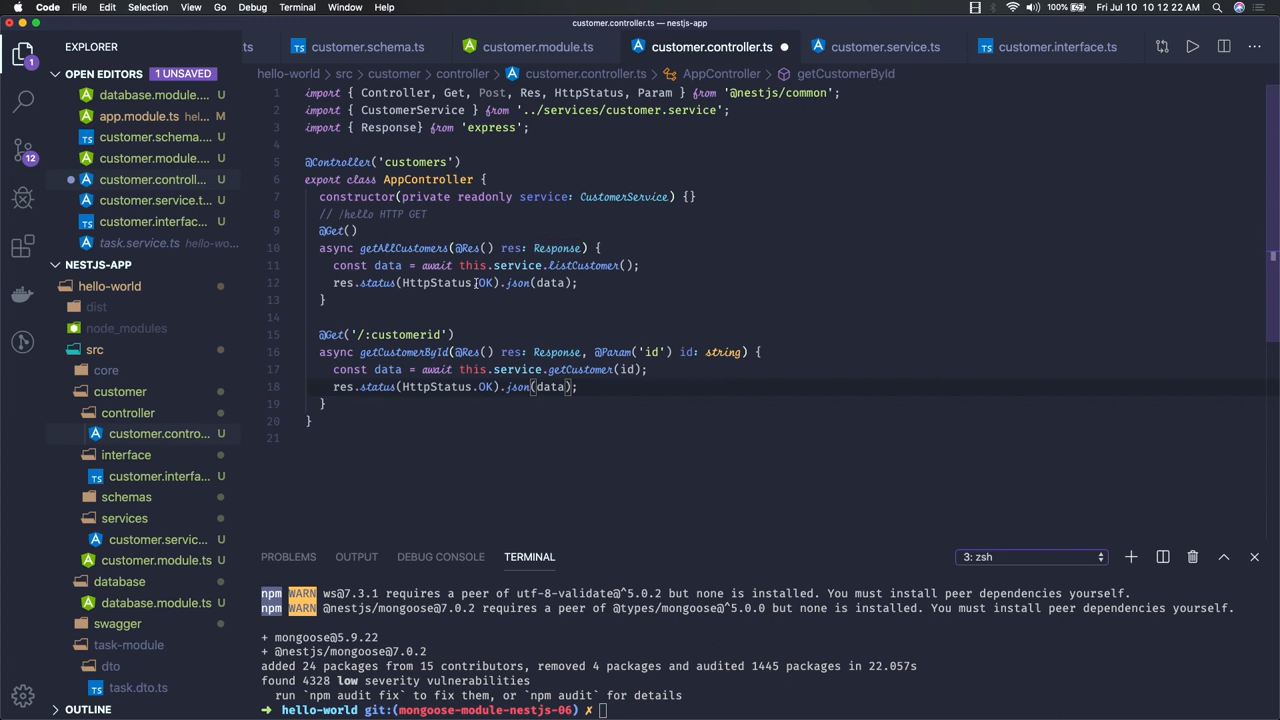 Code File Edit Selection View Go Debug Terminal Window Help 100% Fri Jul 10 10 12 22 AM
customer.controller.ts — nestjs-app
EXPLORER
ts customer.schema.ts customer.module.ts customer.controller.ts customer.service.ts customer.interface.ts
OPEN EDITORS 1 UNSAVED
hello-world > src > customer > controller > customer.controller.ts > AppController > getCustomerById
database.module....
app.module.ts hel... M
customer.schema.... U
customer.module.... U
customer.controll... U
customer.service.t... U
customer.interfac... U
task.service.ts hello-wo...
NESTJS-APP
hello-world
dist
node_modules
src
core
customer
controller
customer.contro... U
interface
customer.interfa... U
schemas
services
customer.servic... U
customer.module.ts U
database
database.module.ts U
swagger
task-module
dto
task.dto.ts U
OUTLINE
1
12
1 import { Controller, Get, Post, Res, HttpStatus, Param } from '@nestjs/common';
2 import { CustomerService } from '../services/customer.service';
3 import { Response} from 'express';
4
5 @Controller('customers')
6 export class AppController {
7 constructor(private readonly service: CustomerService) {}
8 // /hello HTTP GET
9 @Get()
10 async getAllCustomers(@Res() res: Response) {
11 const data = await this.service.listCustomer();
12 res.status(HttpStatus.OK).json(data);
13 }
14
15 @Get('/:customerid')
16 async getCustomerById(@Res() res: Response, @Param('id') id: string) {
17 const data = await this.service.getCustomer(id);
18 res.status(HttpStatus.OK).json(data);
19 }
20 }
21
PROBLEMS OUTPUT DEBUG CONSOLE TERMINAL 3: zsh
npm WARN ws@7.3.1 requires a peer of utf-8-validate@^5.0.2 but none is installed. You must install peer dependencies yourself.
npm WARN @nestjs/mongoose@7.0.2 requires a peer of @types/mongoose@^5.0.0 but none is installed. You must install peer dependencies yourself.
+ mongoose@5.9.22
+ @nestjs/mongoose@7.0.2
added 24 packages from 15 contributors, removed 4 packages and audited 1445 packages in 22.057s
found 4328 low severity vulnerabilities
run `npm audit fix` to fix them, or `npm audit` for details
➜ hello-world git:(mongoose-module-nestjs-06) ✗